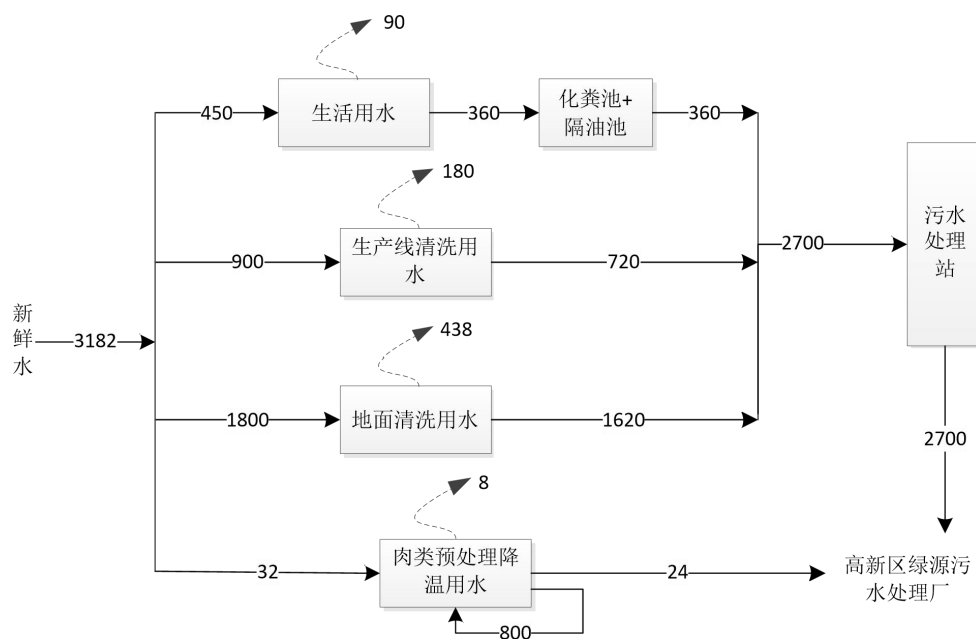 90
450
生活用水
360
化粪池+
隔油池
360
180
900
生产线清洗用
水
720
2700
污水
处理
站
新
鲜
水
3182
438
1800
地面清洗用水
1620
2700
8
32
肉类预处理降
温用水
24
高新区绿源污
水处理厂
800